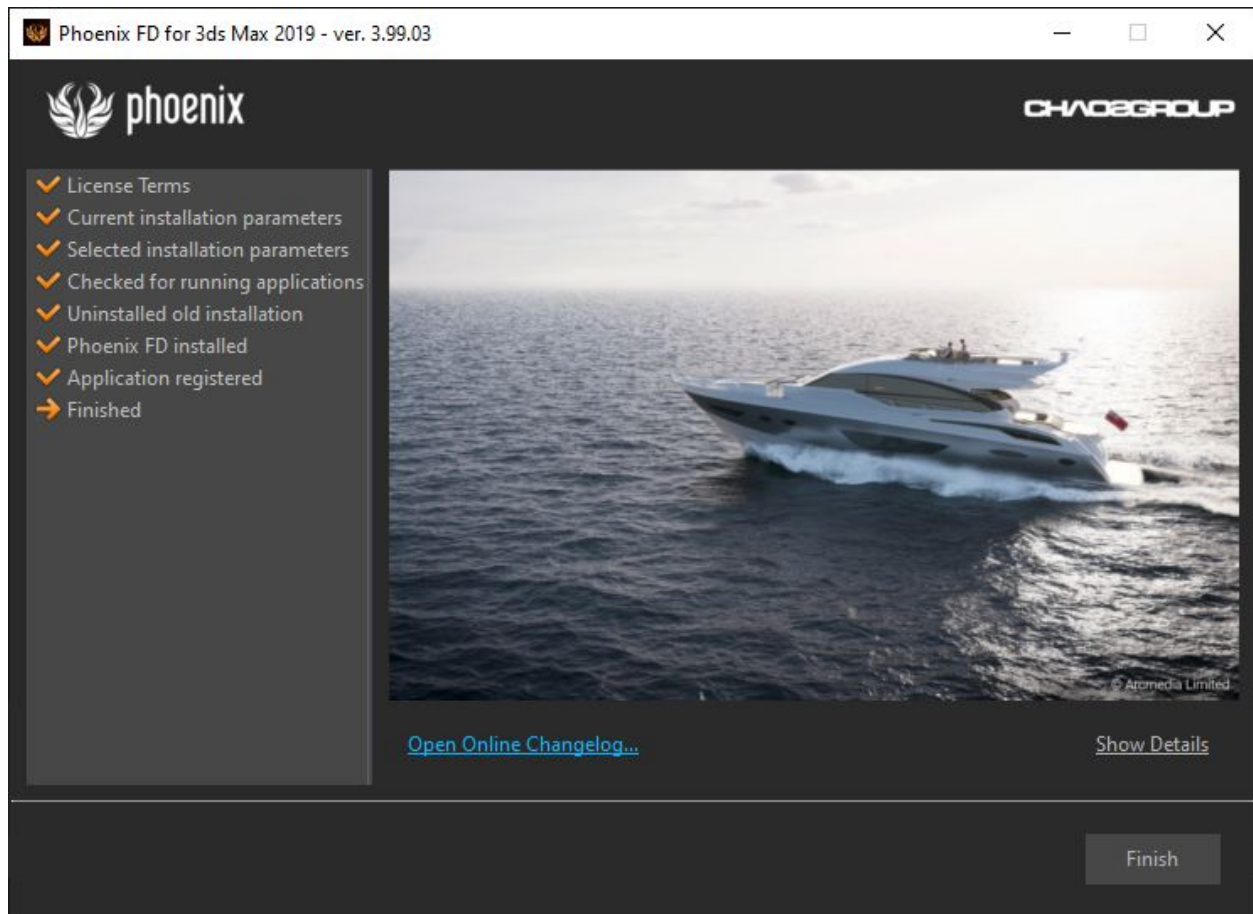 Phoenix FD for 3ds Max 2019 - ver. 3.99.03
phoenix
CHAOSGROUP
License Terms
Current installation parameters
Selected installation parameters
Checked for running applications
Uninstalled old installation
Phoenix FD installed
Application registered
Finished
© Aromedia Limited
Open Online Changelog...
Show Details
Finish